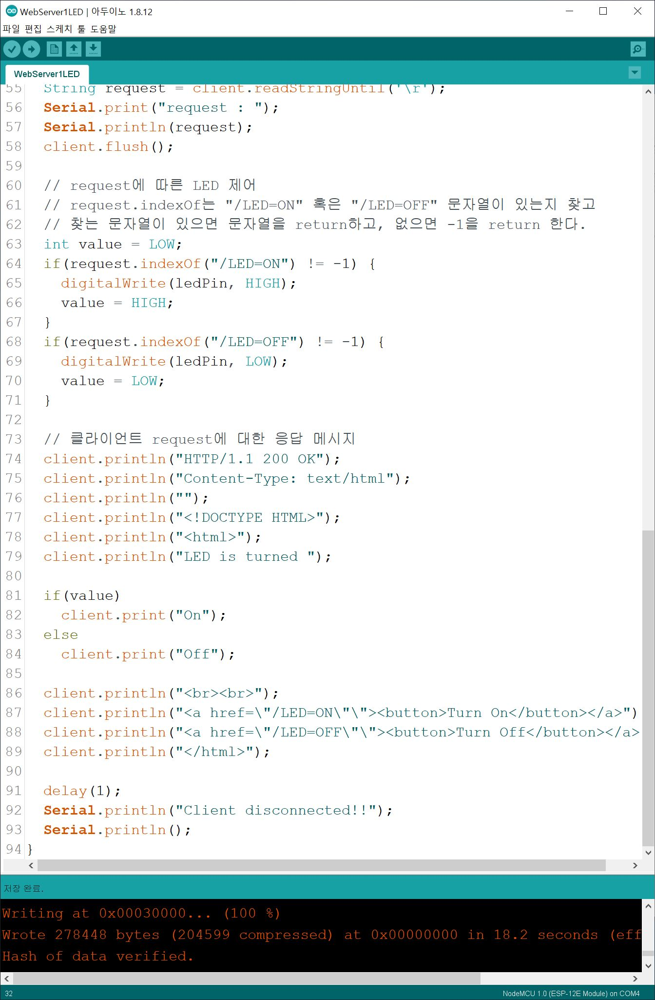 WebServer1LED | 아두이노 1.8.12
파일 편집 스케치 툴 도움말
WebServer1LED
55 String request = client.readStringUntil('\r');
56 Serial.print("request : ");
57 Serial.println(request);
58 client.flush();
59
60 // request에 따른 LED 제어
61 // request.indexOf는 "/LED=ON" 혹은 "/LED=OFF" 문자열이 있는지 찾고
62 // 찾는 문자열이 있으면 문자열을 return하고, 없으면 -1을 return 한다.
63 int value = LOW;
64 if(request.indexOf("/LED=ON") != -1) {
65 digitalWrite(ledPin, HIGH);
66 value = HIGH;
67 }
68 if(request.indexOf("/LED=OFF") != -1) {
69 digitalWrite(ledPin, LOW);
70 value = LOW;
71 }
72
73 // 클라이언트 request에 대한 응답 메시지
74 client.println("HTTP/1.1 200 OK");
75 client.println("Content-Type: text/html");
76 client.println("");
77 client.println("<!DOCTYPE HTML>");
78 client.println("<html>");
79 client.println("LED is turned ");
80
81 if(value)
82 client.print("On");
83 else
84 client.print("Off");
85
86 client.println("<br><br>");
87 client.println("<a href=\"/LED=ON\"\"><button>Turn On</button></a>")
88 client.println("<a href=\"/LED=OFF\"\"><button>Turn Off</button></a>
89 client.println("</html>");
90
91 delay(1);
92 Serial.println("Client disconnected!!");
93 Serial.println();
94 }
저장 완료.
Writing at 0x00030000... (100 %)
Wrote 278448 bytes (204599 compressed) at 0x00000000 in 18.2 seconds (eff
Hash of data verified.
32 NodeMCU 1.0 (ESP-12E Module) on COM4